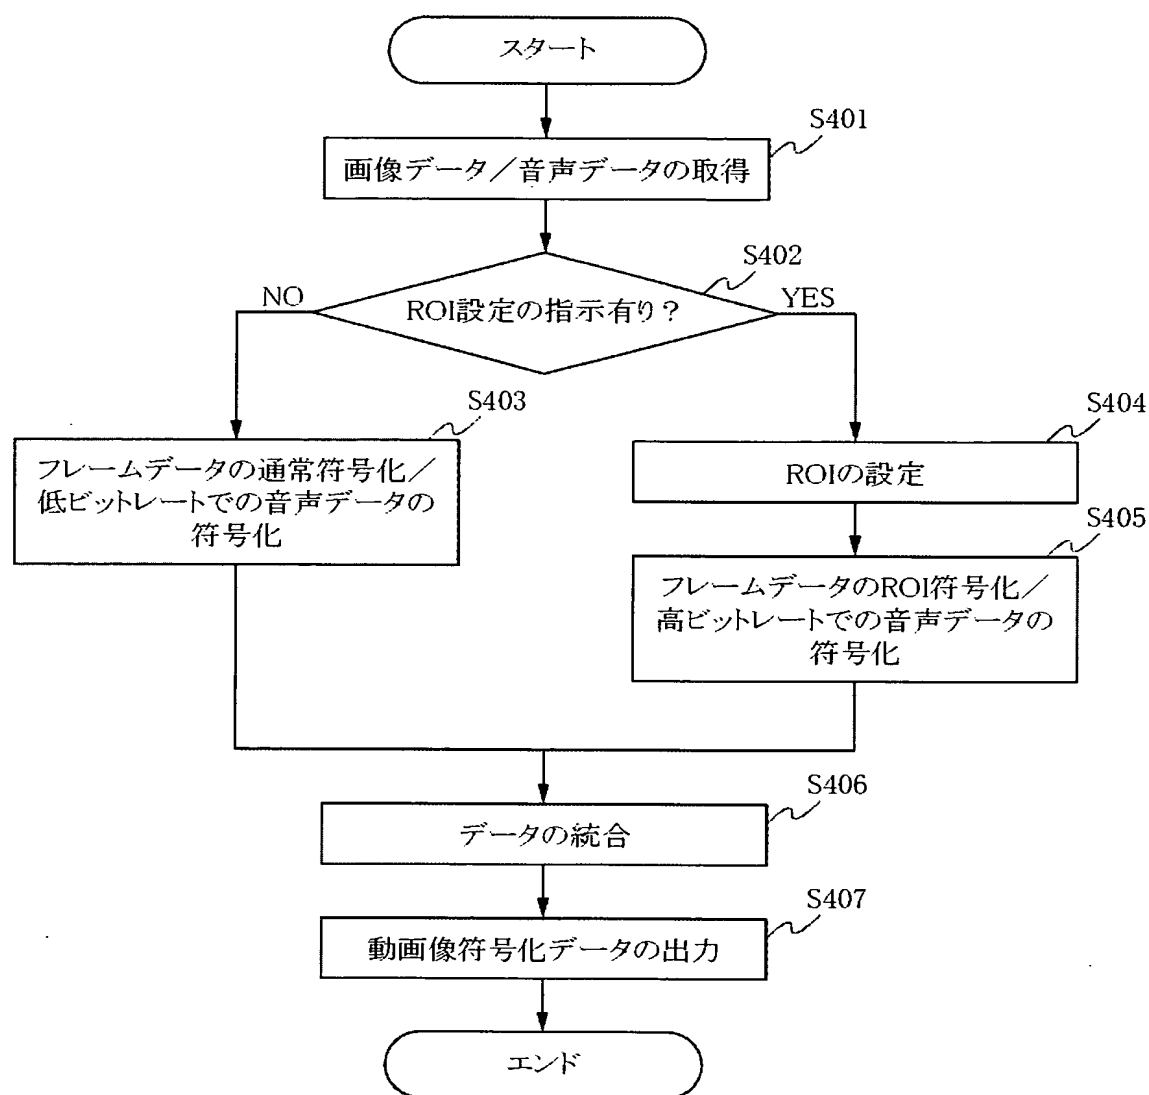 スタート
S401
画像データ／音声データの取得
S402
NO
ROI設定の指示有り？
YES
S403
フレームデータの通常符号化／
低ビットレートでの音声データの
符号化
S404
ROIの設定
S405
フレームデータのROI符号化／
高ビットレートでの音声データの
符号化
S406
データの統合
S407
動画像符号化データの出力
エンド